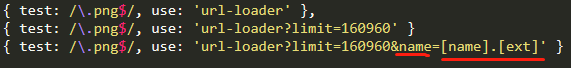 { test: /\.png$/, use: 'url-loader' },
{ test: /\.png$/, use: 'url-loader?limit=160960' }
{ test: /\.png$/, use: 'url-loader?limit=160960&name=[name].[ext]' }